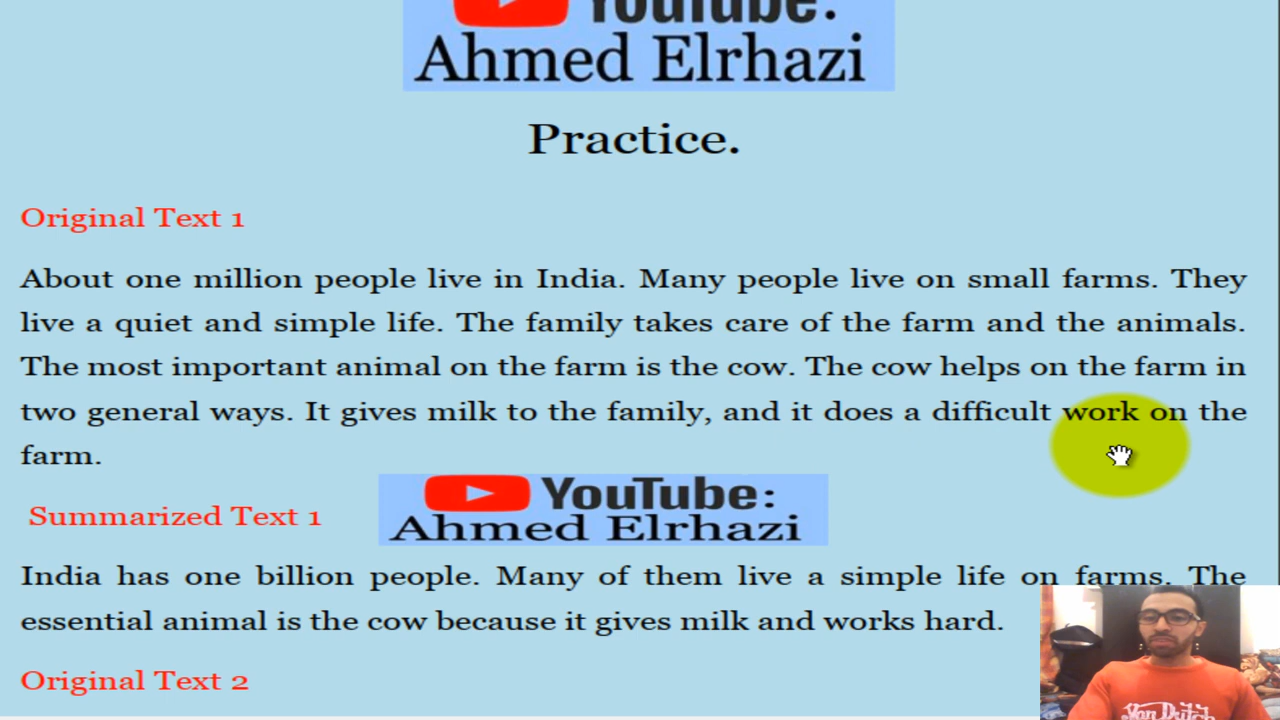 YouTube:
Ahmed Elrhazi
Practice.
Original Text 1
About one million people live in India. Many people live on small farms. They
live a quiet and simple life. The family takes care of the farm and the animals.
The most important animal on the farm is the cow. The cow helps on the farm in
two general ways. It gives milk to the family, and it does a difficult work on the
farm.
Summarized Text 1
YouTube:
Ahmed Elrhazi
India has one billion people. Many of them live a simple life on farms. The
essential animal is the cow because it gives milk and works hard.
Original Text 2
Von Dutch